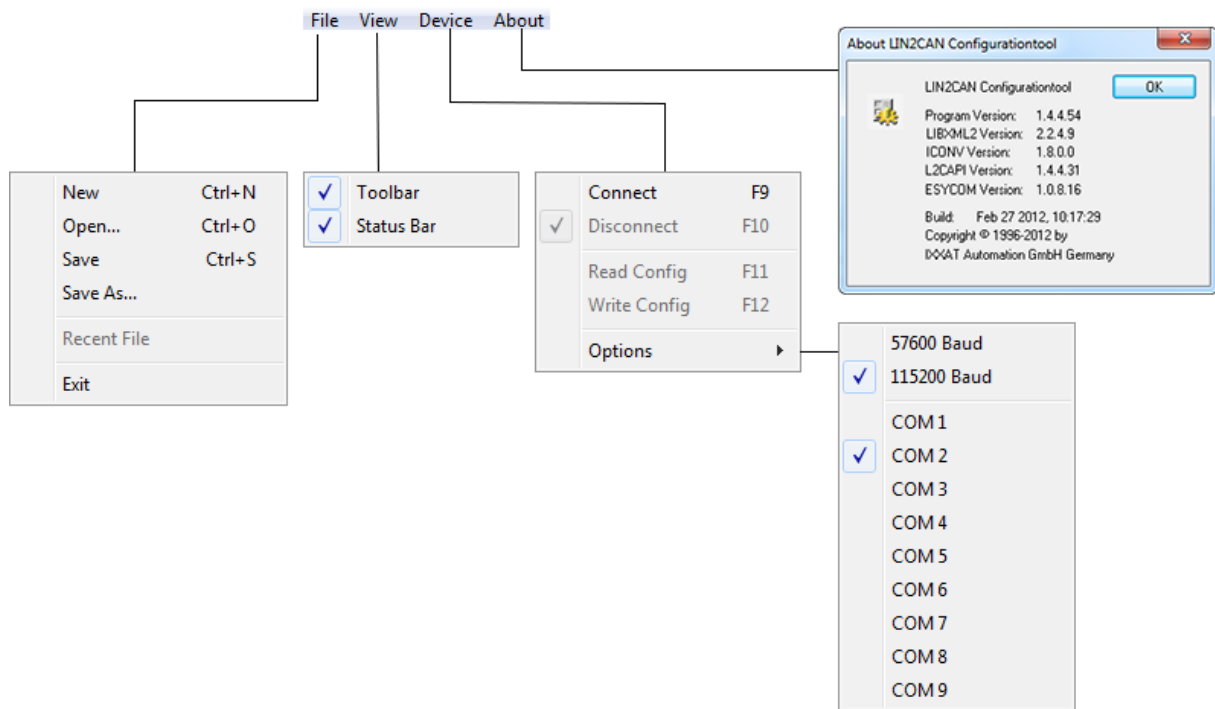 File View Device About
New Ctrl+N
Open... Ctrl+O
Save Ctrl+S
Save As...
Recent File
Exit
Toolbar
Status Bar
Connect F9
Disconnect F10
Read Config F11
Write Config F12
Options
About LIN2CAN Configurationtool
LIN2CAN Configurationtool OK
Program Version: 1.4.4.54
LIBXML2 Version: 2.2.4.9
ICONV Version: 1.8.0.0
L2CAPI Version: 1.4.4.31
ESYCOM Version: 1.0.8.16
Build: Feb 27 2012, 10:17:29
Copyright © 1996-2012 by
IXXAT Automation GmbH Germany
57600 Baud
115200 Baud
COM 1
COM 2
COM 3
COM 4
COM 5
COM 6
COM 7
COM 8
COM 9